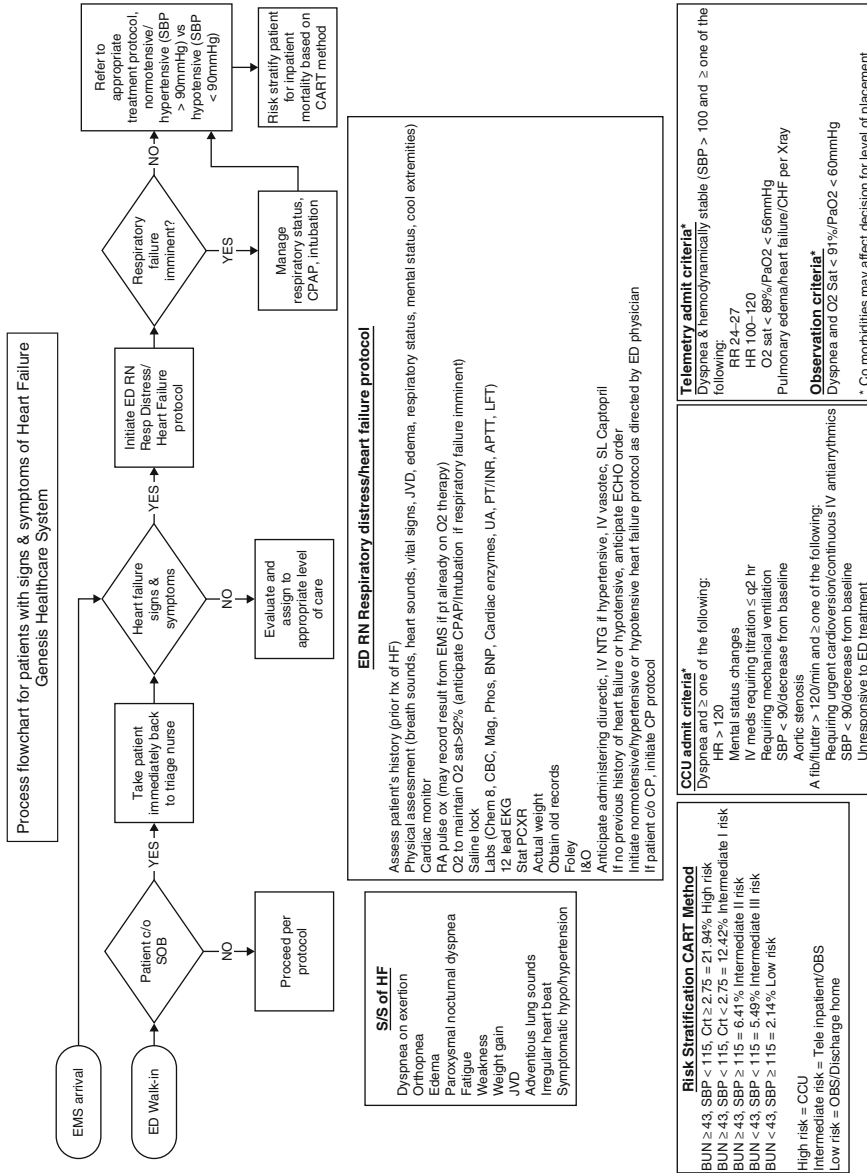 Process flowchart for patients with signs & symptoms of Heart Failure
Genesis Healthcare System
EMS arrival
ED Walk-in
Patient c/o
SOB
YES
NO
Proceed per
protocol
Take patient
immediately back
to triage nurse
Heart failure
signs &
symptoms
YES
NO
Evaluate and
assign to
appropriate level
of care
Initiate ED RN
Resp Distress/
Heart Failure
protocol
Respiratory
failure
imminent?
NO
YES
Manage
respiratory status,
CPAP, intubation
Refer to
appropriate
treatment protocol,
normotensive/
hypertensive (SBP
> 90mmHg) vs
hypotensive (SBP
< 90mmHg)
Risk stratify patient
for inpatient
mortality based on
CART method
S/S of HF
Dyspnea on exertion
Orthopnea
Edema
Paroxysmal nocturnal dyspnea
Fatigue
Weakness
Weight gain
JVD
Adventious lung sounds
Irregular heart beat
Symptomatic hypo/hypertension
ED RN Respiratory distress/heart failure protocol
Assess patient's history (prior hx of HF)
Physical assessment (breath sounds, heart sounds, vital signs, JVD, edema, respiratory status, mental status, cool extremities)
Cardiac monitor
RA pulse ox (may record result from EMS if pt already on O2 therapy)
O2 to maintain O2 sat>92% (anticipate CPAP/Intubation if respiratory failure imminent)
Saline lock
Labs (Chem 8, CBC, Mag, Phos, BNP, Cardiac enzymes, UA, PT/INR, APTT, LFT)
12 lead EKG
Stat PCXR
Actual weight
Obtain old records
Foley
I&O
Anticipate administering diurectic, IV NTG if hypertensive, IV vasotec, SL Captopril
If no previous history of heart failure or hypotensive, anticipate ECHO order
Initiate normotensive/hypertensive or hypotensive heart failure protocol as directed by ED physician
If patient c/o CP, initiate CP protocol
Risk Stratification CART Method
BUN ≥ 43, SBP < 115, Crt ≥ 2.75 = 21.94% High risk
BUN ≥ 43, SBP < 115, Crt < 2.75 = 12.42% Intermediate I risk
BUN ≥ 43, SBP ≥ 115 = 6.41% Intermediate II risk
BUN < 43, SBP < 115 = 5.49% Intermediate III risk
BUN < 43, SBP ≥ 115 = 2.14% Low risk
High risk = CCU
Intermediate risk = Tele inpatient/OBS
Low risk = OBS/Discharge home
CCU admit criteria*
Dyspnea and ≥ one of the following:
HR > 120
Mental status changes
IV meds requiring titration ≤ q2 hr
Requiring mechanical ventilation
SBP < 90/decrease from baseline
Aortic stenosis
A fib/flutter > 120/min and ≥ one of the following:
Requiring urgent cardioversion/continuous IV antiarrythmics
SBP < 90/decrease from baseline
Unresponsive to ED treatment
Telemetry admit criteria*
Dyspnea & hemodynamically stable (SBP > 100 and ≥ one of the
following:
RR 24–27
HR 100–120
O2 sat < 89%/PaO2 < 56mmHg
Pulmonary edema/heart failure/CHF per Xray
Observation criteria*
Dyspnea and O2 Sat < 91%/PaO2 < 60mmHg
* Co morbidities may affect decision for level of placement